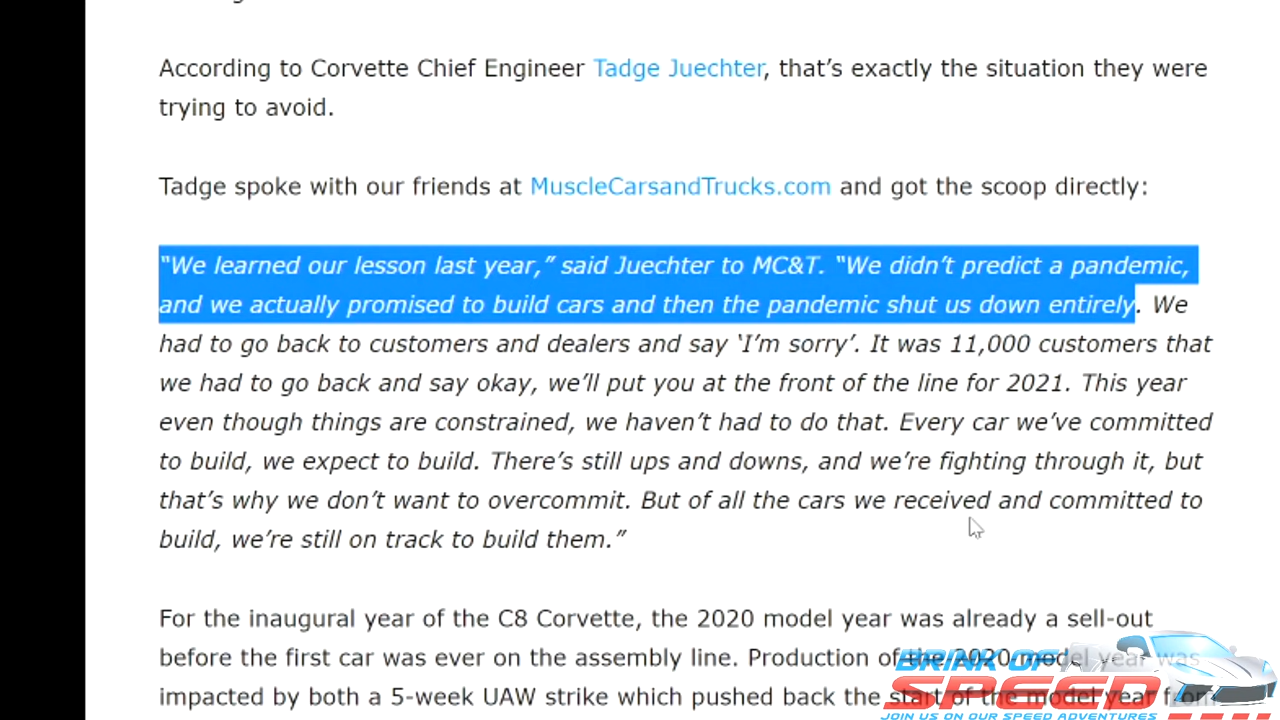 According to Corvette Chief Engineer Tadge Juechter, that’s exactly the situation they were
trying to avoid.
Tadge spoke with our friends at MuscleCarsandTrucks.com and got the scoop directly:
“We learned our lesson last year,” said Juechter to MC&T. “We didn’t predict a pandemic,
and we actually promised to build cars and then the pandemic shut us down entirely. We
had to go back to customers and dealers and say ‘I’m sorry’. It was 11,000 customers that
we had to go back and say okay, we’ll put you at the front of the line for 2021. This year
even though things are constrained, we haven’t had to do that. Every car we’ve committed
to build, we expect to build. There’s still ups and downs, and we’re fighting through it, but
that’s why we don’t want to overcommit. But of all the cars we received and committed to
build, we’re still on track to build them.”
For the inaugural year of the C8 Corvette, the 2020 model year was already a sell-out
before the first car was ever on the assembly line. Production of the 2020 model year was
impacted by both a 5-week UAW strike which pushed back the start of the model year from
BRINK OF
SPEED
JOIN US ON OUR SPEED ADVENTURES